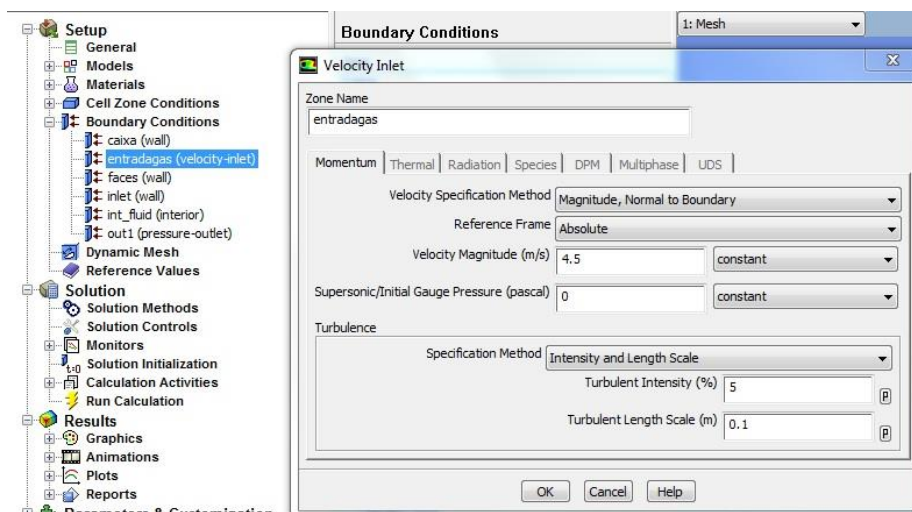 Setup
General
Models
Materials
Cell Zone Conditions
Boundary Conditions
caixa (wall)
entradagas (velocity-inlet)
faces (wall)
inlet (wall)
int_fluid (interior)
out1 (pressure-outlet)
Dynamic Mesh
Reference Values
Solution
Solution Methods
Solution Controls
Monitors
t=0 Solution Initialization
Calculation Activities
Run Calculation
Results
Graphics
Animations
Plots
Reports
Parameters & Customization
Boundary Conditions
1: Mesh
Velocity Inlet
Zone Name
entradagas
Momentum Thermal Radiation Species DPM Multiphase UDS
Velocity Specification Method Magnitude, Normal to Boundary
Reference Frame Absolute
Velocity Magnitude (m/s) 4.5 constant
Supersonic/Initial Gauge Pressure (pascal) 0 constant
Turbulence
Specification Method Intensity and Length Scale
Turbulent Intensity (%) 5 P
Turbulent Length Scale (m) 0.1 P
OK Cancel Help